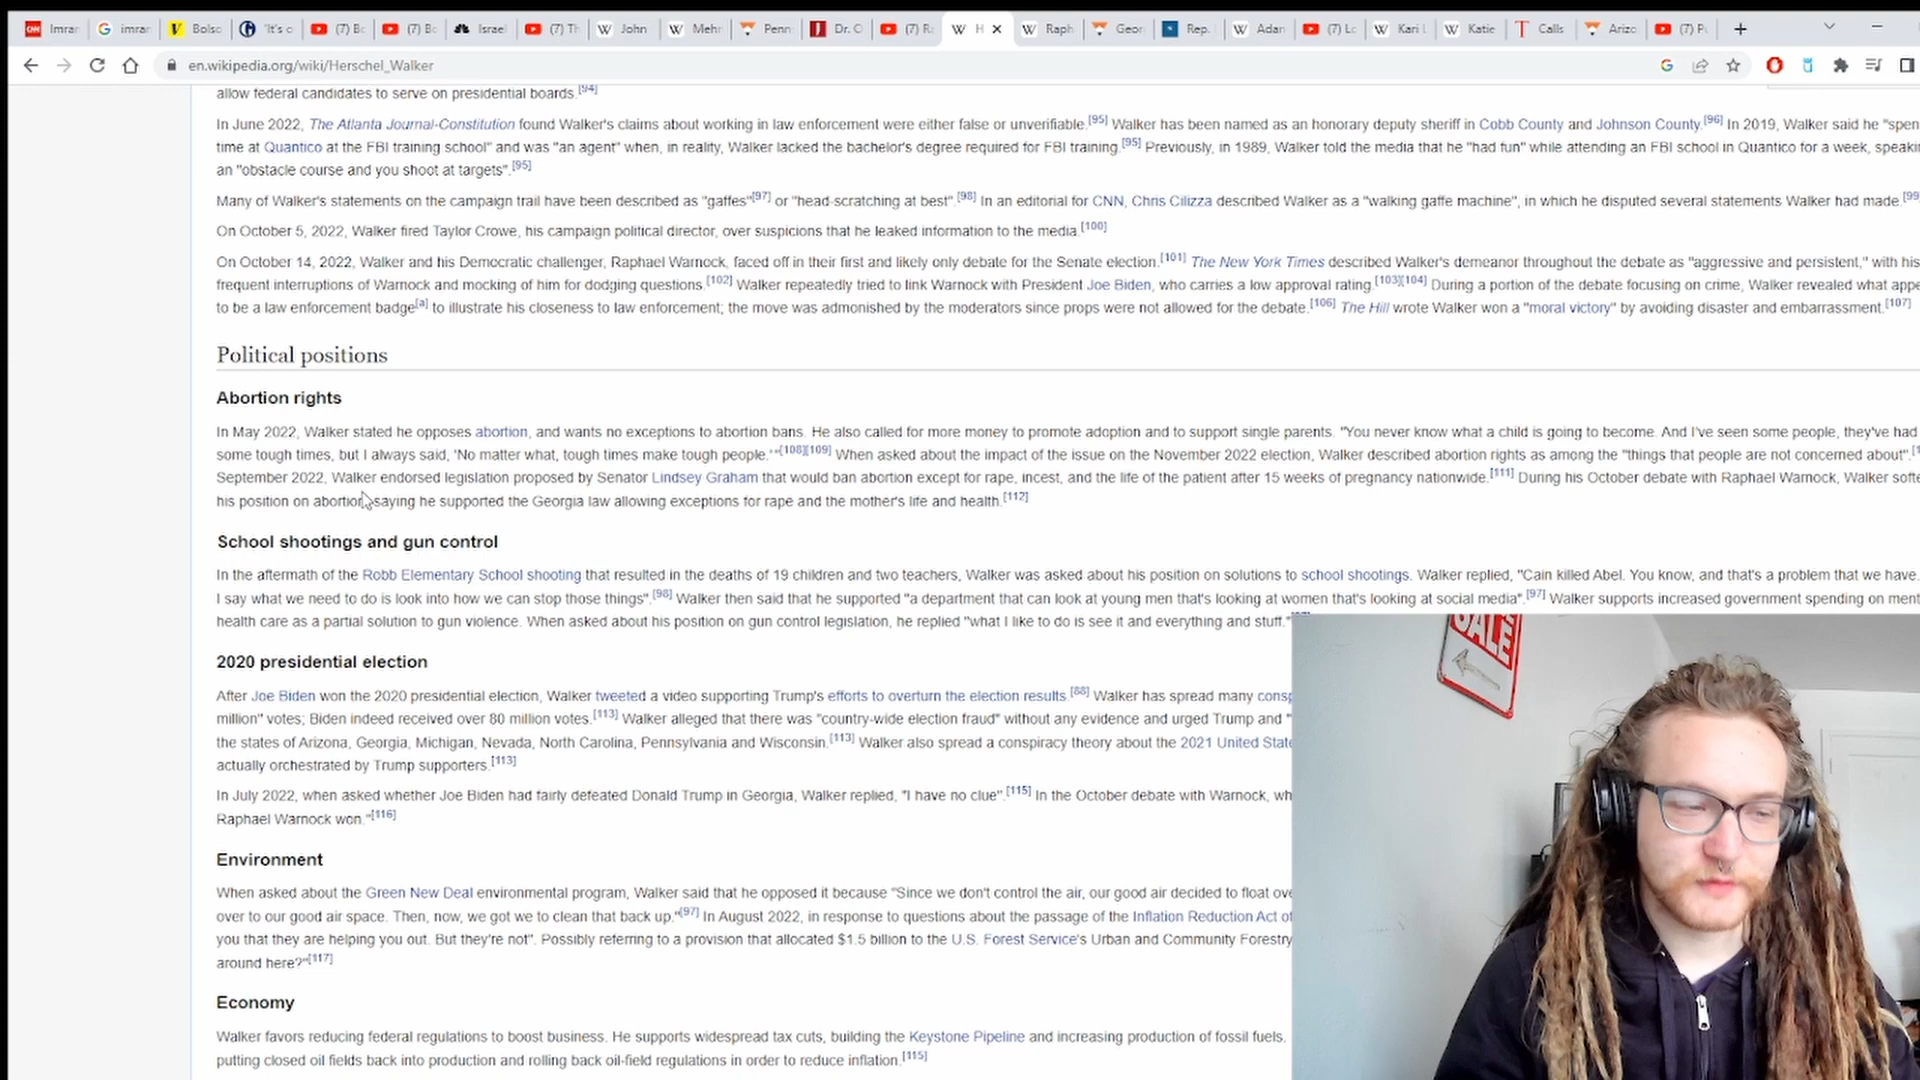 Imran
imran
Bolso
'It's c
(7) Bo
(7) Bo
Israel
(7) Th
John
Mehr
Penn
Dr. O
(7) Ra
H
Raph
Geor
Rep.
Adan
(7) Lo
Kari L
Katie
Calls
Arizo
(7) P
en.wikipedia.org/wiki/Herschel_Walker
allow federal candidates to serve on presidential boards.[94]
In June 2022, The Atlanta Journal-Constitution found Walker's claims about working in law enforcement were either false or unverifiable.[95] Walker has been named as an honorary deputy sheriff in Cobb County and Johnson County.[96] In 2019, Walker said he "spen
time at Quantico at the FBI training school" and was "an agent" when, in reality, Walker lacked the bachelor's degree required for FBI training.[95] Previously, in 1989, Walker told the media that he "had fun" while attending an FBI school in Quantico for a week, speaki
an "obstacle course and you shoot at targets".[95]
Many of Walker's statements on the campaign trail have been described as "gaffes"[97] or "head-scratching at best".[98] In an editorial for CNN, Chris Cilizza described Walker as a "walking gaffe machine", in which he disputed several statements Walker had made.[99
On October 5, 2022, Walker fired Taylor Crowe, his campaign political director, over suspicions that he leaked information to the media.[100]
On October 14, 2022, Walker and his Democratic challenger, Raphael Warnock, faced off in their first and likely only debate for the Senate election.[101] The New York Times described Walker's demeanor throughout the debate as "aggressive and persistent," with his
frequent interruptions of Warnock and mocking of him for dodging questions.[102] Walker repeatedly tried to link Warnock with President Joe Biden, who carries a low approval rating.[103][104] During a portion of the debate focusing on crime, Walker revealed what appe
to be a law enforcement badge[a] to illustrate his closeness to law enforcement; the move was admonished by the moderators since props were not allowed for the debate.[106] The Hill wrote Walker won a "moral victory" by avoiding disaster and embarrassment.[107]
Political positions
Abortion rights
In May 2022, Walker stated he opposes abortion, and wants no exceptions to abortion bans. He also called for more money to promote adoption and to support single parents. "You never know what a child is going to become. And I've seen some people, they've had
some tough times, but I always said, 'No matter what, tough times make tough people.'"[108][109] When asked about the impact of the issue on the November 2022 election, Walker described abortion rights as among the "things that people are not concerned about".[1
September 2022, Walker endorsed legislation proposed by Senator Lindsey Graham that would ban abortion except for rape, incest, and the life of the patient after 15 weeks of pregnancy nationwide.[111] During his October debate with Raphael Warnock, Walker softe
his position on abortion, saying he supported the Georgia law allowing exceptions for rape and the mother's life and health.[112]
School shootings and gun control
In the aftermath of the Robb Elementary School shooting that resulted in the deaths of 19 children and two teachers, Walker was asked about his position on solutions to school shootings. Walker replied, "Cain killed Abel. You know, and that's a problem that we have.
I say what we need to do is look into how we can stop those things".[98] Walker then said that he supported "a department that can look at young men that's looking at women that's looking at social media".[97] Walker supports increased government spending on ment
health care as a partial solution to gun violence. When asked about his position on gun control legislation, he replied "what I like to do is see it and everything and stuff."
2020 presidential election
After Joe Biden won the 2020 presidential election, Walker tweeted a video supporting Trump's efforts to overturn the election results.[88] Walker has spread many consp
million" votes; Biden indeed received over 80 million votes.[113] Walker alleged that there was "country-wide election fraud" without any evidence and urged Trump and "
the states of Arizona, Georgia, Michigan, Nevada, North Carolina, Pennsylvania and Wisconsin.[113] Walker also spread a conspiracy theory about the 2021 United State
actually orchestrated by Trump supporters.[113]
In July 2022, when asked whether Joe Biden had fairly defeated Donald Trump in Georgia, Walker replied, "I have no clue".[115] In the October debate with Warnock, wh
Raphael Warnock won."[116]
Environment
When asked about the Green New Deal environmental program, Walker said that he opposed it because "Since we don't control the air, our good air decided to float ove
over to our good air space. Then, now, we got we to clean that back up."[97] In August 2022, in response to questions about the passage of the Inflation Reduction Act of
you that they are helping you out. But they're not". Possibly referring to a provision that allocated $1.5 billion to the U.S. Forest Service's Urban and Community Forestry
around here?"[117]
Economy
Walker favors reducing federal regulations to boost business. He supports widespread tax cuts, building the Keystone Pipeline and increasing production of fossil fuels.
putting closed oil fields back into production and rolling back oil-field regulations in order to reduce inflation.[115]
SALE